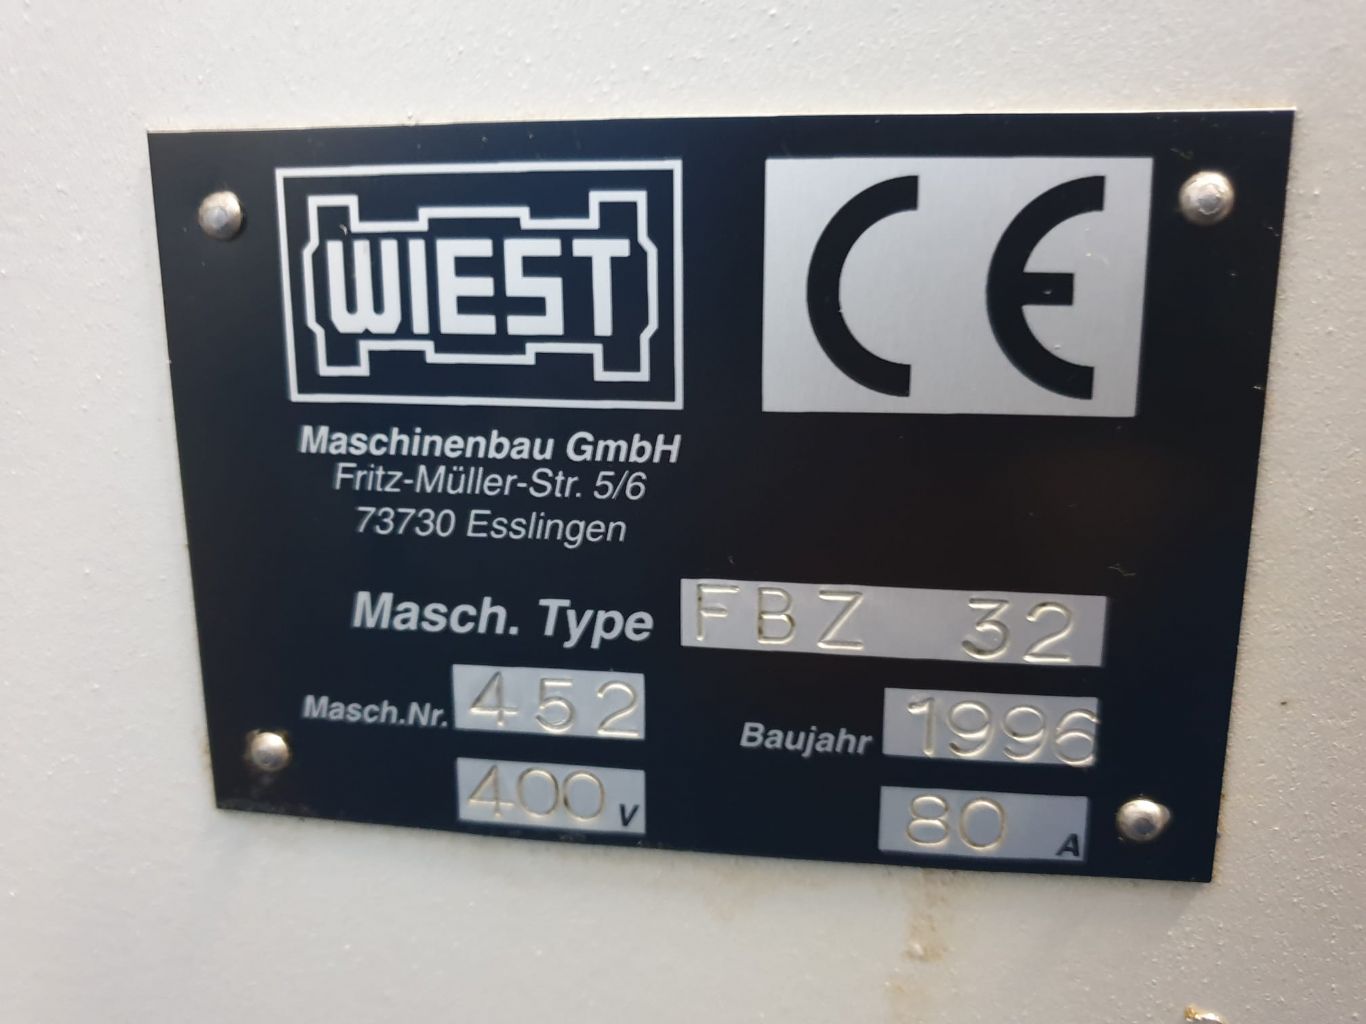 WIEST
CE
Maschinenbau GmbH
Fritz-Müller-Str. 5/6
73730 Esslingen
Masch. Type FBZ 32
Masch.Nr. 452 Baujahr 1996
400 V 80 A